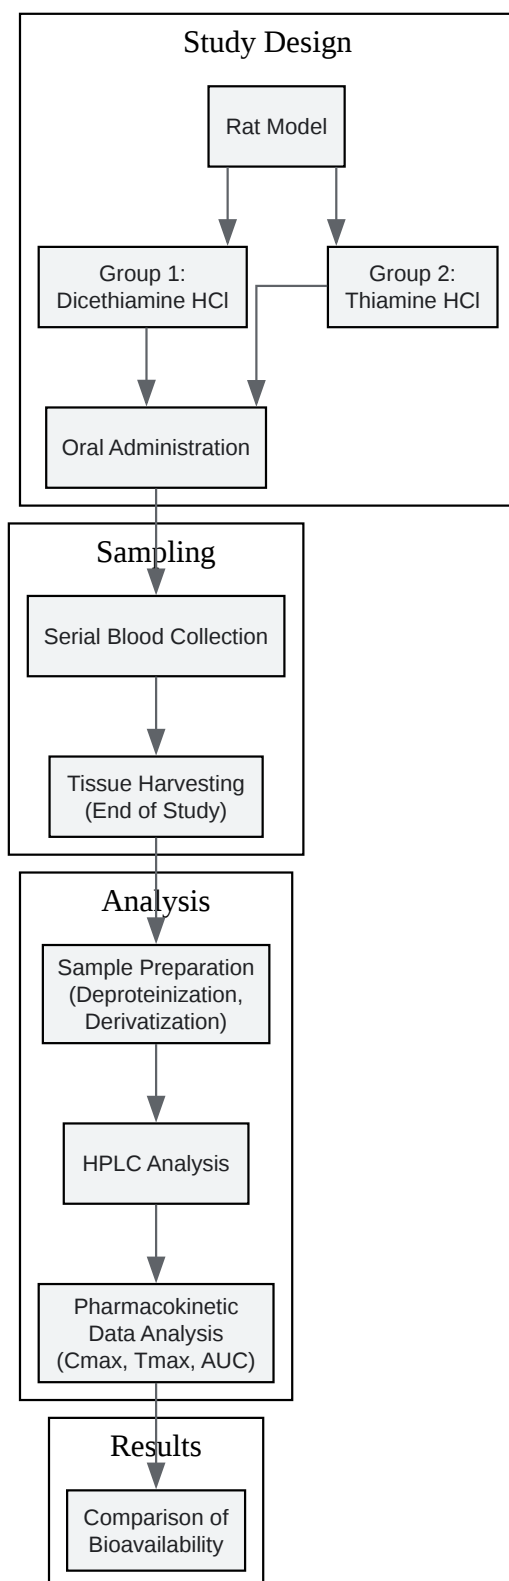 Study Design
Rat Model
Group 1:
Dicethiamine HCl
Group 2:
Thiamine HCl
Oral Administration
Sampling
Serial Blood Collection
Tissue Harvesting
(End of Study)
Analysis
Sample Preparation
(Deproteinization,
Derivatization)
HPLC Analysis
Pharmacokinetic
Data Analysis
(Cmax, Tmax, AUC)
Results
Comparison of
Bioavailability